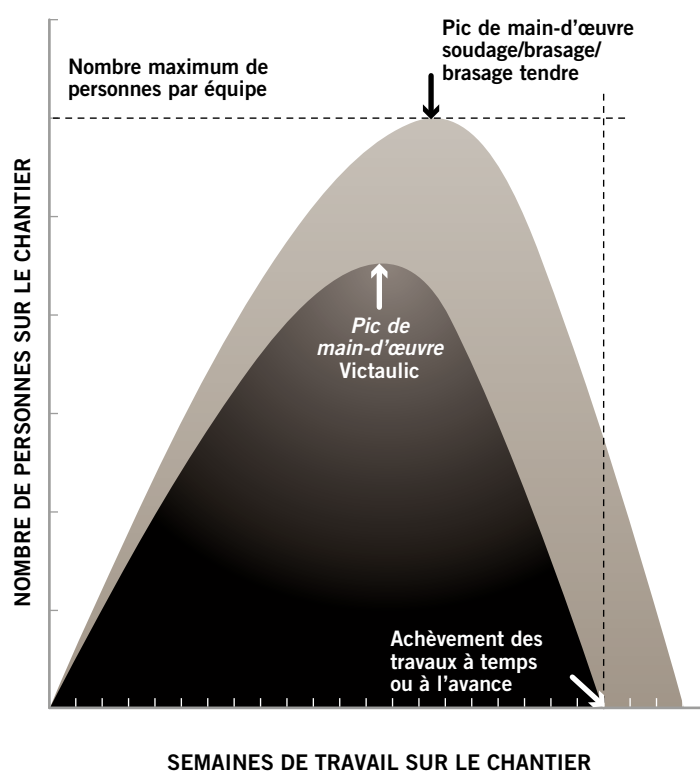 Pic de main-d’œuvre
soudage/brasage/
brasage tendre
Nombre maximum de
personnes par équipe
NOMBRE DE PERSONNES SUR LE CHANTIER
Pic de
main-d’œuvre
Victaulic
Achèvement des
travaux à temps
ou à l’avance
SEMAINES DE TRAVAIL SUR LE CHANTIER